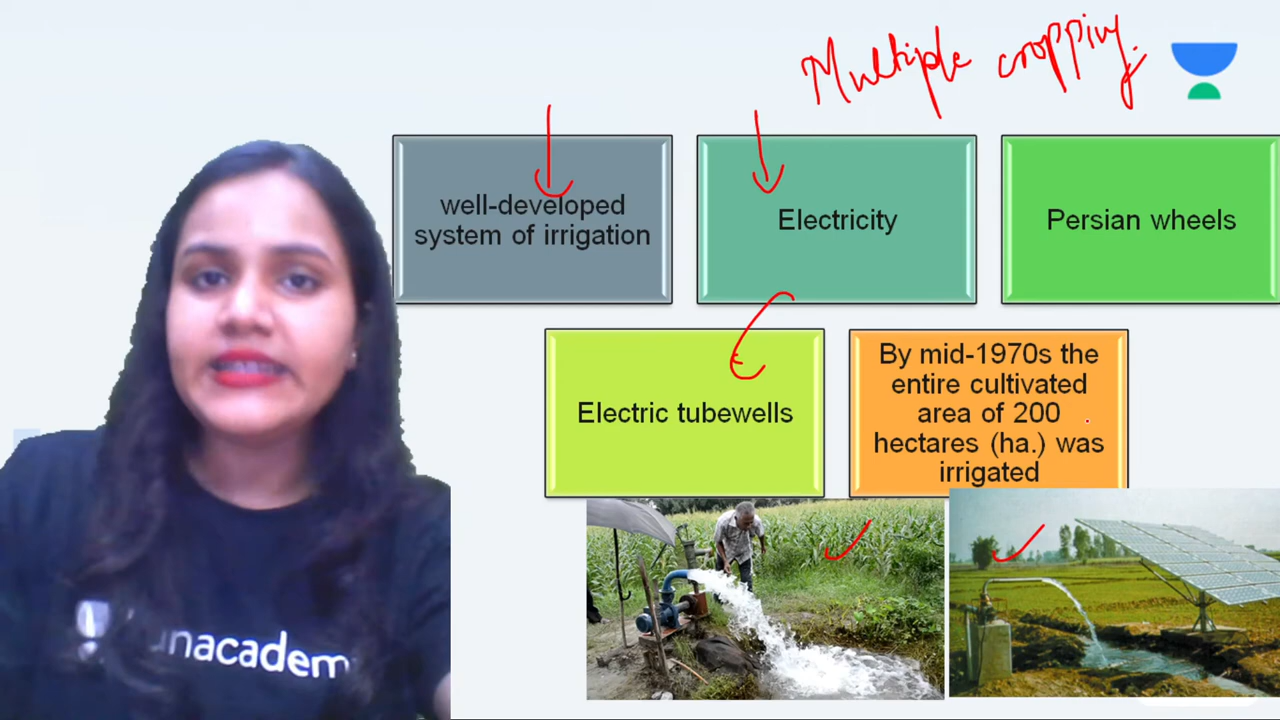 Multiple cropping.
well-developed
system of irrigation
Electricity
Persian wheels
Electric tubewells
By mid-1970s the
entire cultivated
area of 200
hectares (ha.) was
irrigated
unacadem